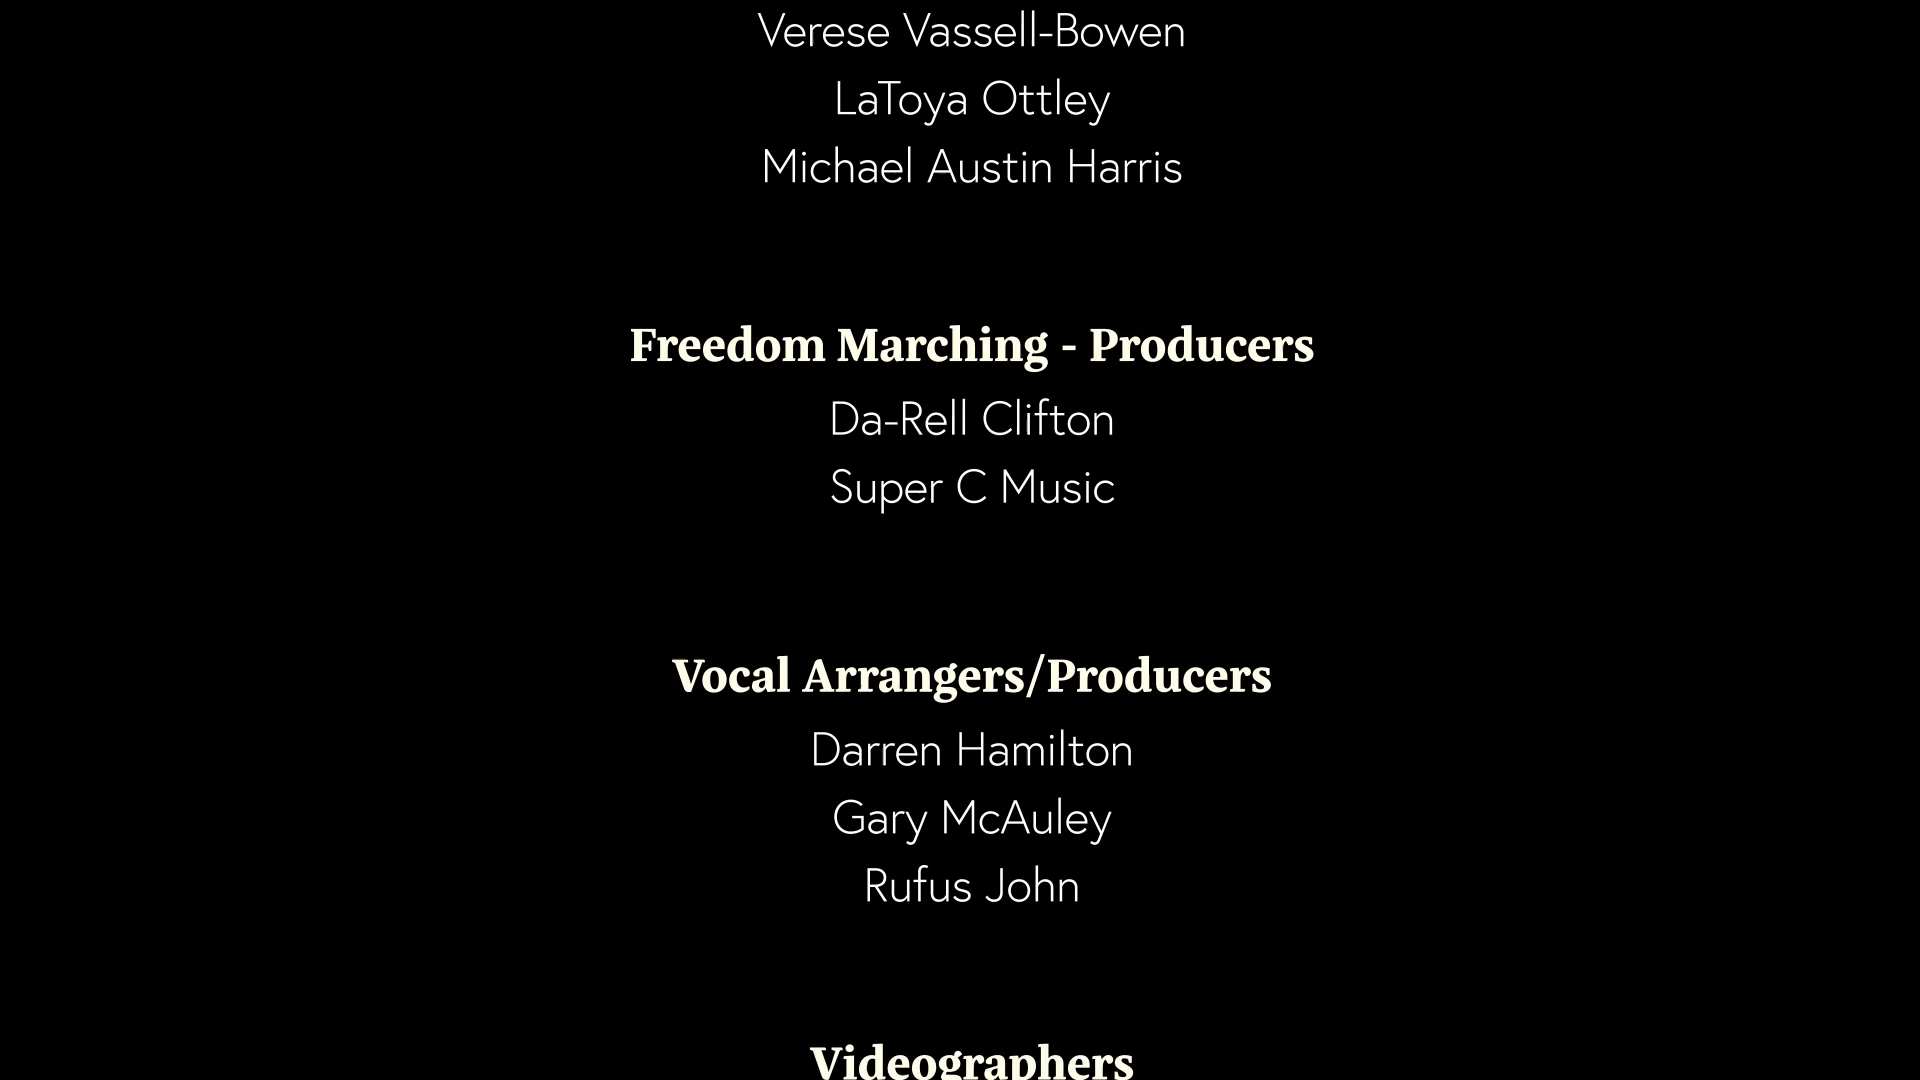 Verese Vassell-Bowen
LaToya Ottley
Michael Austin Harris
Freedom Marching - Producers
Da-Rell Clifton
Super C Music
Vocal Arrangers/Producers
Darren Hamilton
Gary McAuley
Rufus John
Videographers